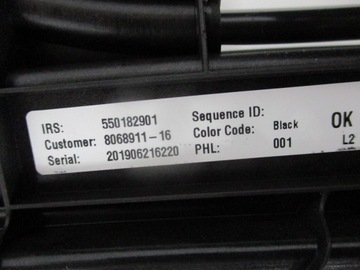 IRS: 550182901 Sequence ID:
Customer: 8068911-16 Color Code: Black OK
Serial: 201906216220 PHL: 001 L2